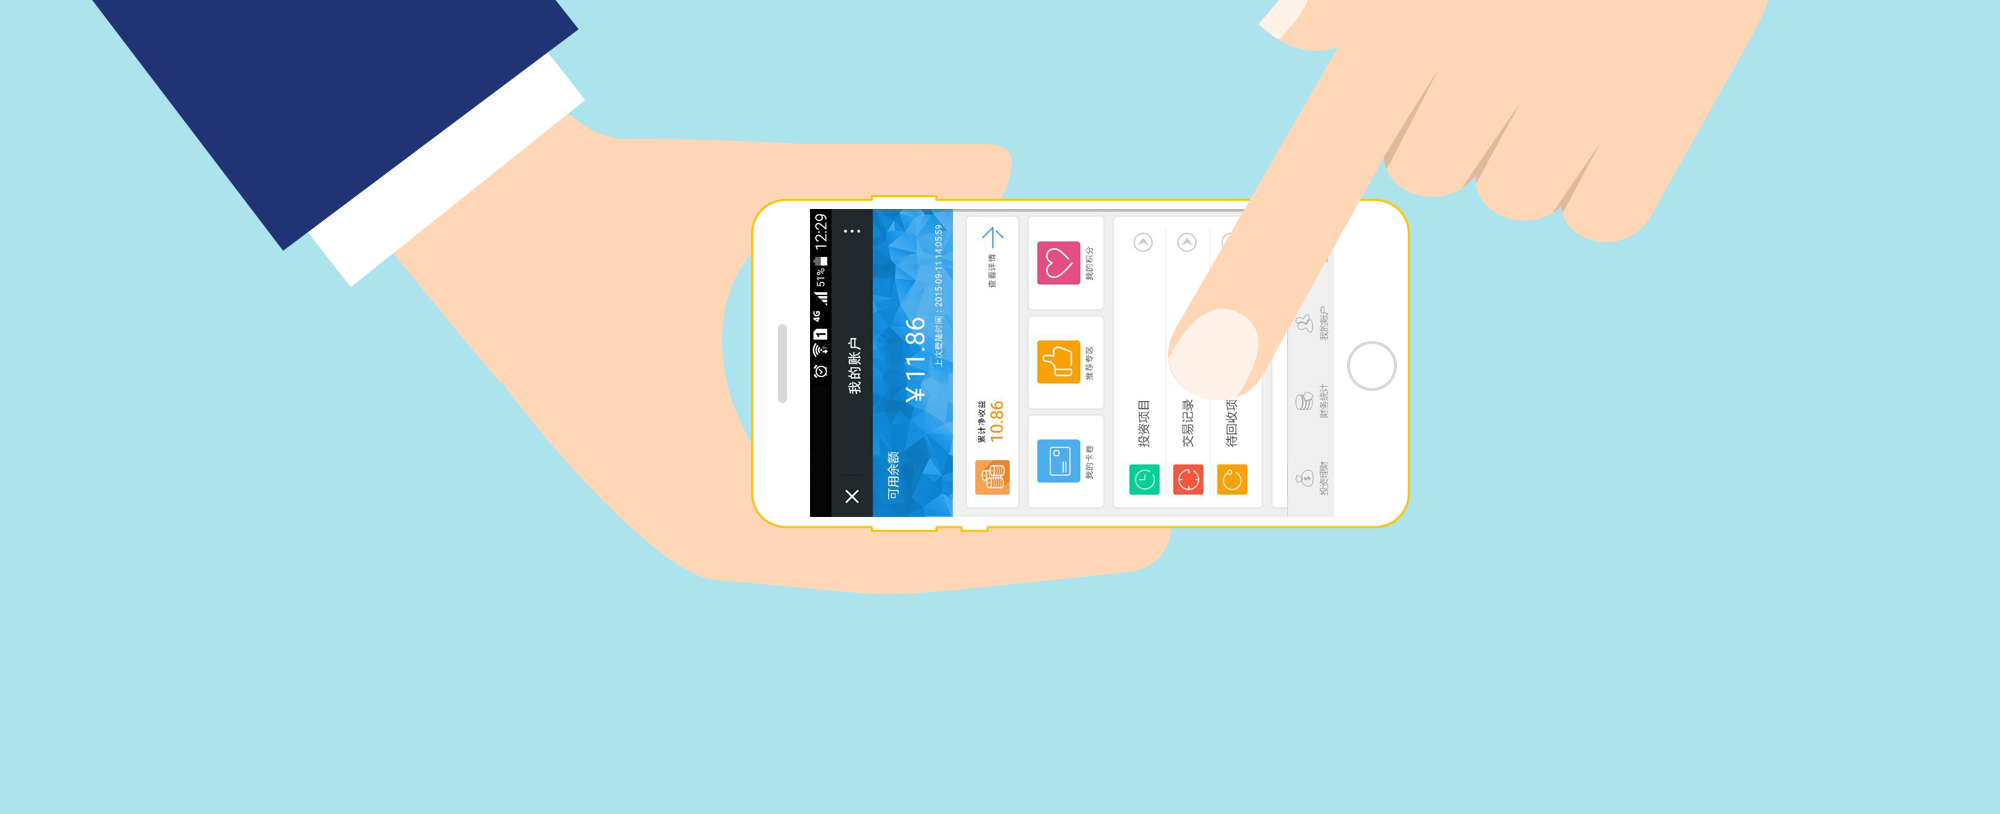 4G 51% 12:29
我的账户
可用余额
¥11.86
上次登陆时间：2015-09-11 14:05:59
累计净收益
10.86
查看详情
我的卡卷
推荐专区
我的积分
投资项目
交易记录
待回收项
投资理财
财务统计
我的账户